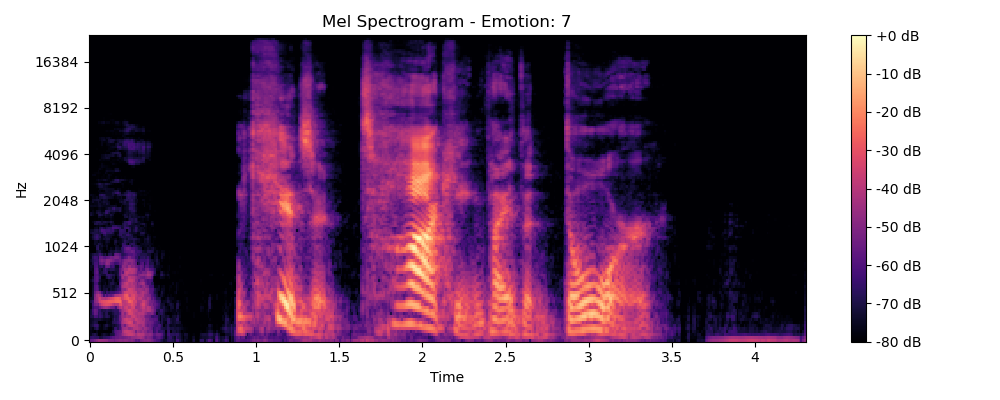 Mel Spectrogram - Emotion: 7
Hz
16384
8192
4096
2048
1024
512
0
0 0.5 1 1.5 2 2.5 3 3.5 4
Time
+0 dB
-10 dB
-20 dB
-30 dB
-40 dB
-50 dB
-60 dB
-70 dB
-80 dB